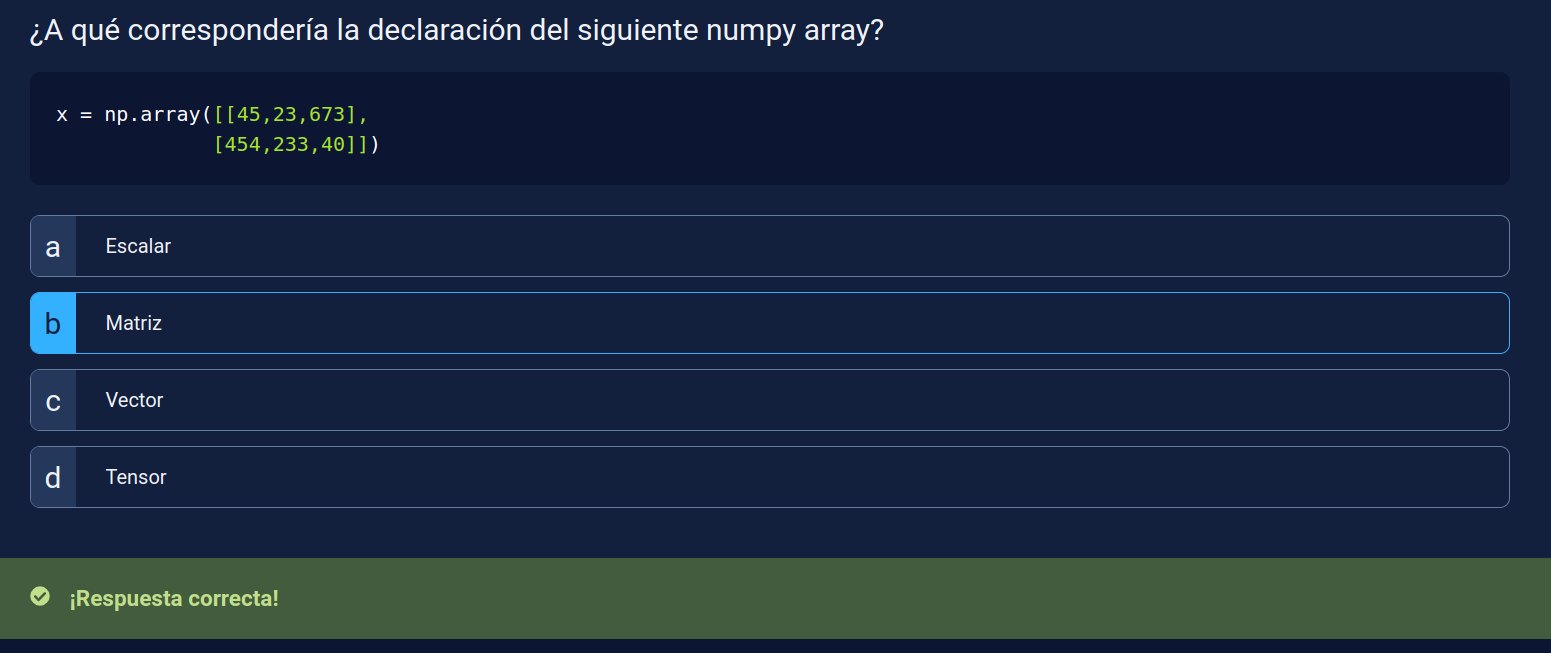 ¿A qué correspondería la declaración del siguiente numpy array?
x = np.array([[45,23,673],
[454,233,40]])
a Escalar
b Matriz
c Vector
d Tensor
¡Respuesta correcta!